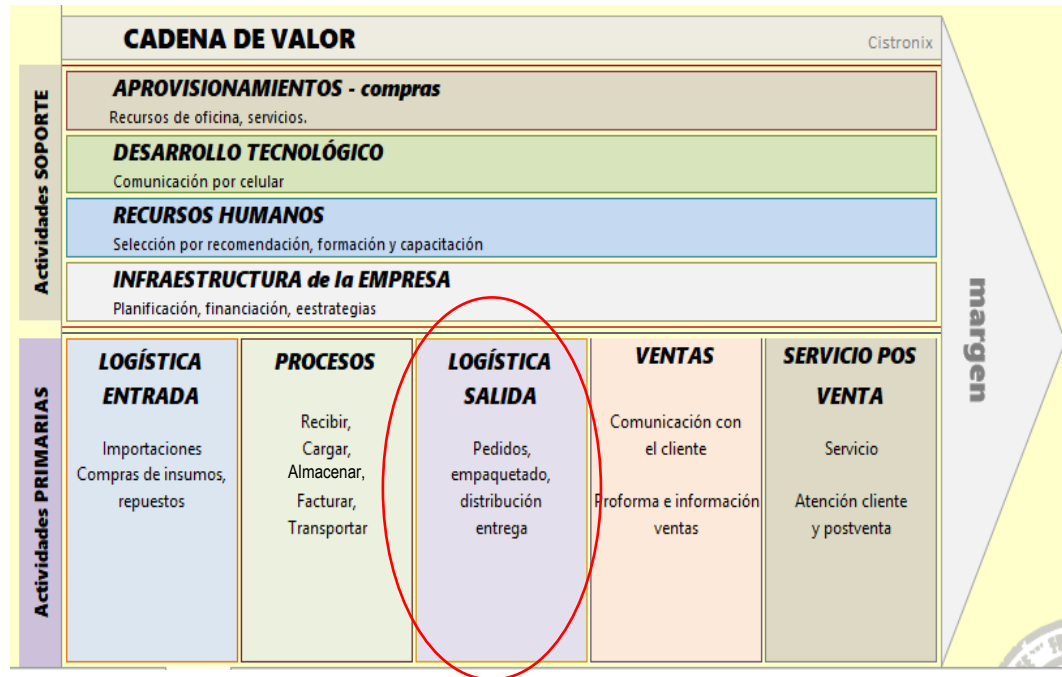 CADENA DE VALOR
Cistronix
Actividades SOPORTE
APROVISIONAMIENTOS - compras
Recursos de oficina, servicios.
DESARROLLO TECNOLÓGICO
Comunicación por celular
RECURSOS HUMANOS
Selección por recomendación, formación y capacitación
INFRAESTRUCTURA de la EMPRESA
Planificación, financiación, eestrategias
margen
Actividades PRIMARIAS
LOGÍSTICA
ENTRADA
Importaciones
Compras de insumos,
repuestos
PROCESOS
Recibir,
Cargar,
Almacenar,
Facturar,
Transportar
LOGÍSTICA
SALIDA
Pedidos,
empaquetado,
distribución
entrega
VENTAS
Comunicación con
el cliente
Proforma e información
ventas
SERVICIO POS
VENTA
Servicio
Atención cliente
y postventa